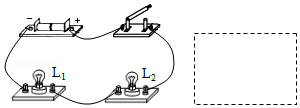 − +
L₁ L₂